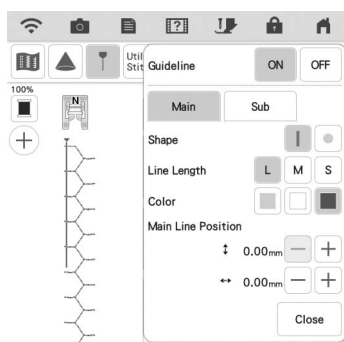 Util
Stit
Guideline ON OFF
100%
N
Main Sub
Shape
Line Length L M S
Color
Main Line Position
0.00mm − +
0.00mm − +
Close